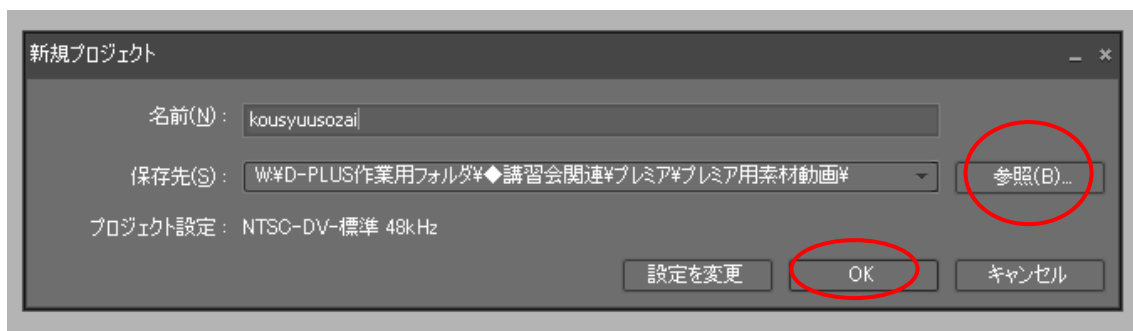 新規プロジェクト
名前(N)： kousyuusozai
保存先(S)： W:¥D-PLUS作業用フォルダ¥◆講習会関連¥プレミア¥プレミア用素材動画¥ 参照(B)...
プロジェクト設定： NTSC-DV-標準 48kHz
設定を変更 OK キャンセル